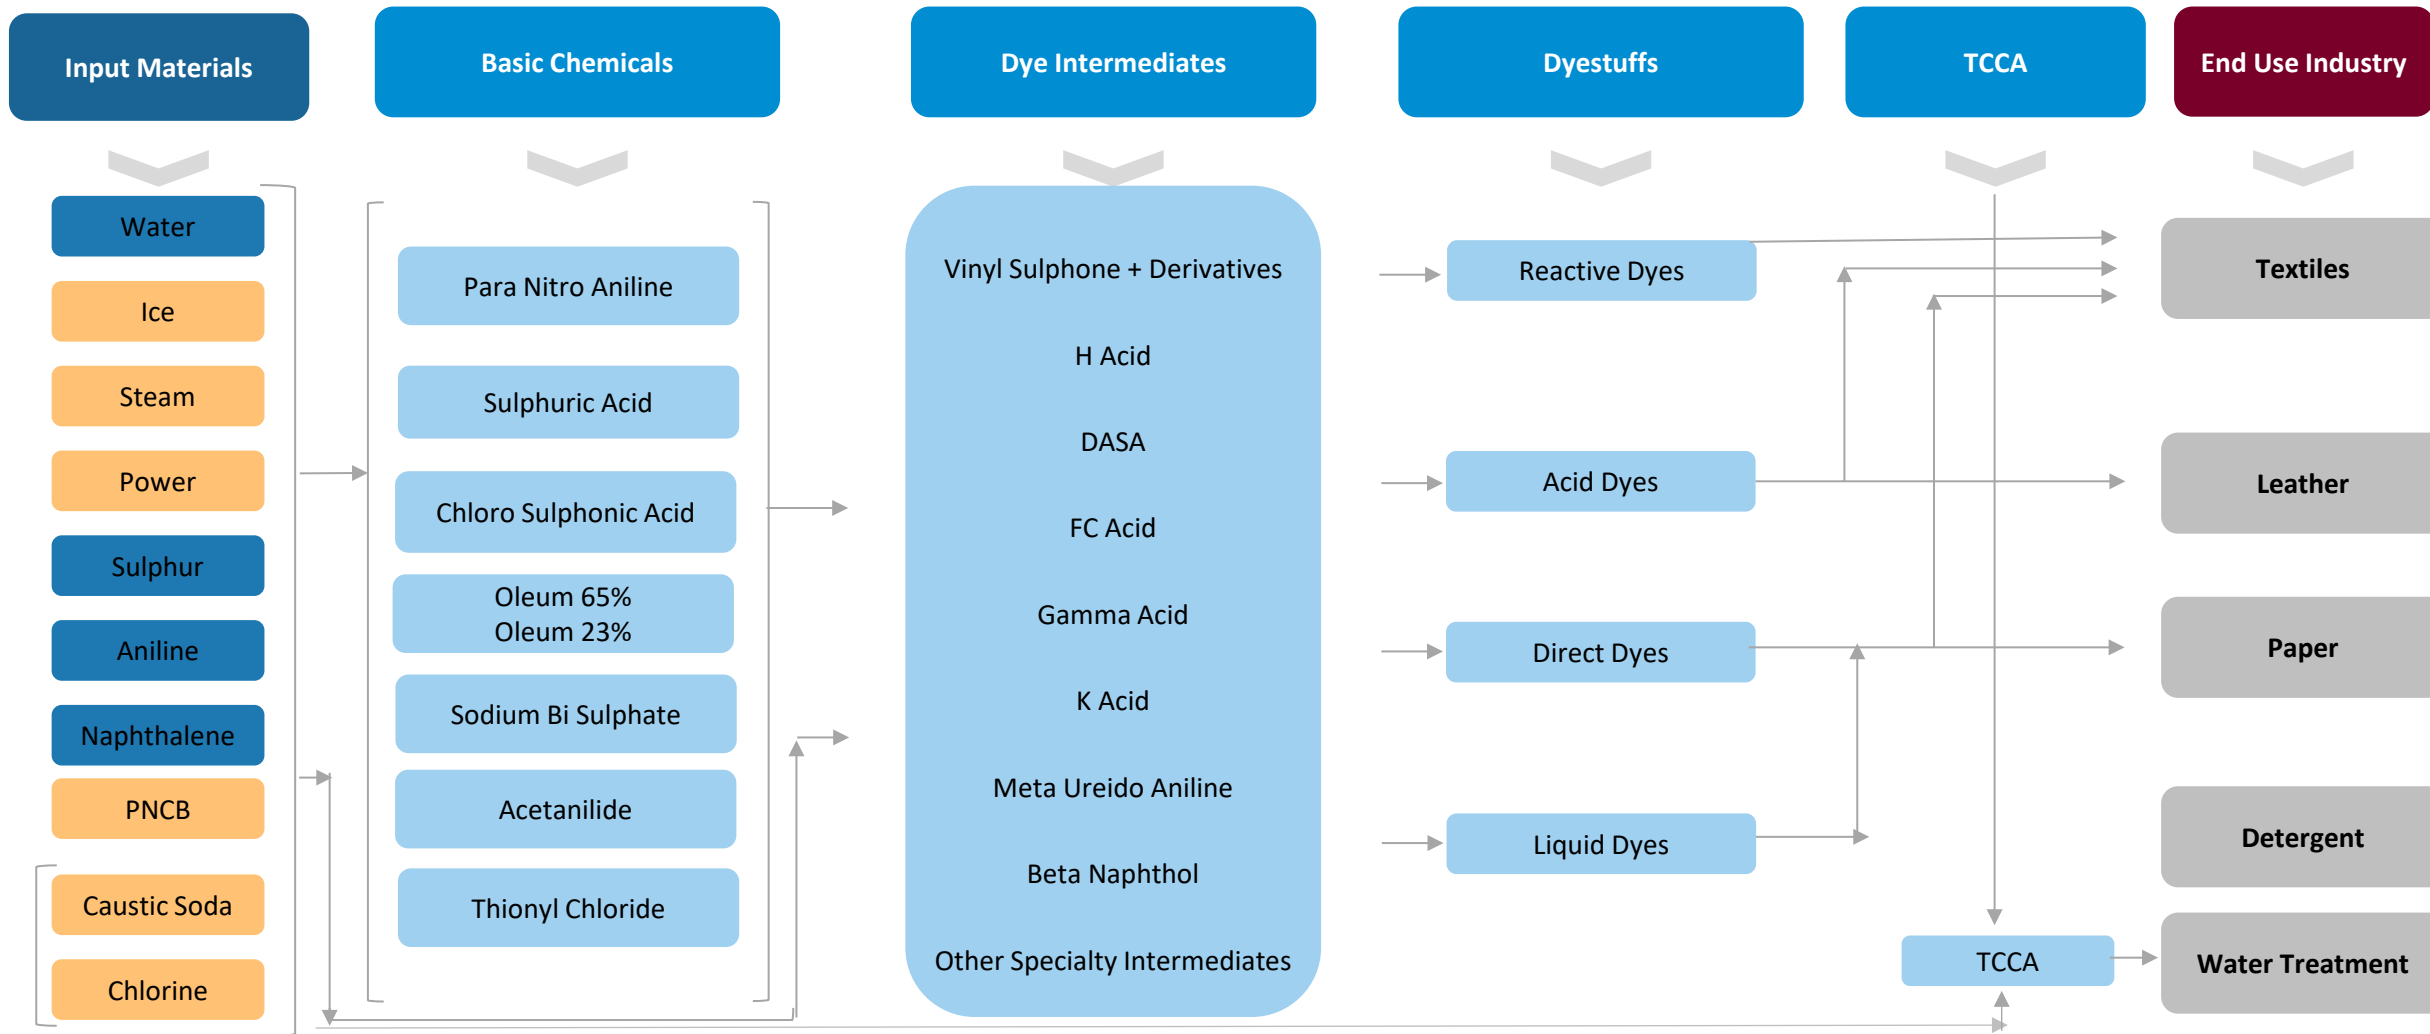 Input Materials
Basic Chemicals
Dye Intermediates
Dyestuffs
TCCA
End Use Industry
Water
Ice
Steam
Power
Sulphur
Aniline
Naphthalene
PNCB
Caustic Soda
Chlorine
Para Nitro Aniline
Sulphuric Acid
Chloro Sulphonic Acid
Oleum 65%
Oleum 23%
Sodium Bi Sulphate
Acetanilide
Thionyl Chloride
Vinyl Sulphone + Derivatives
H Acid
DASA
FC Acid
Gamma Acid
K Acid
Meta Ureido Aniline
Beta Naphthol
Other Specialty Intermediates
Reactive Dyes
Acid Dyes
Direct Dyes
Liquid Dyes
TCCA
Textiles
Leather
Paper
Detergent
Water Treatment